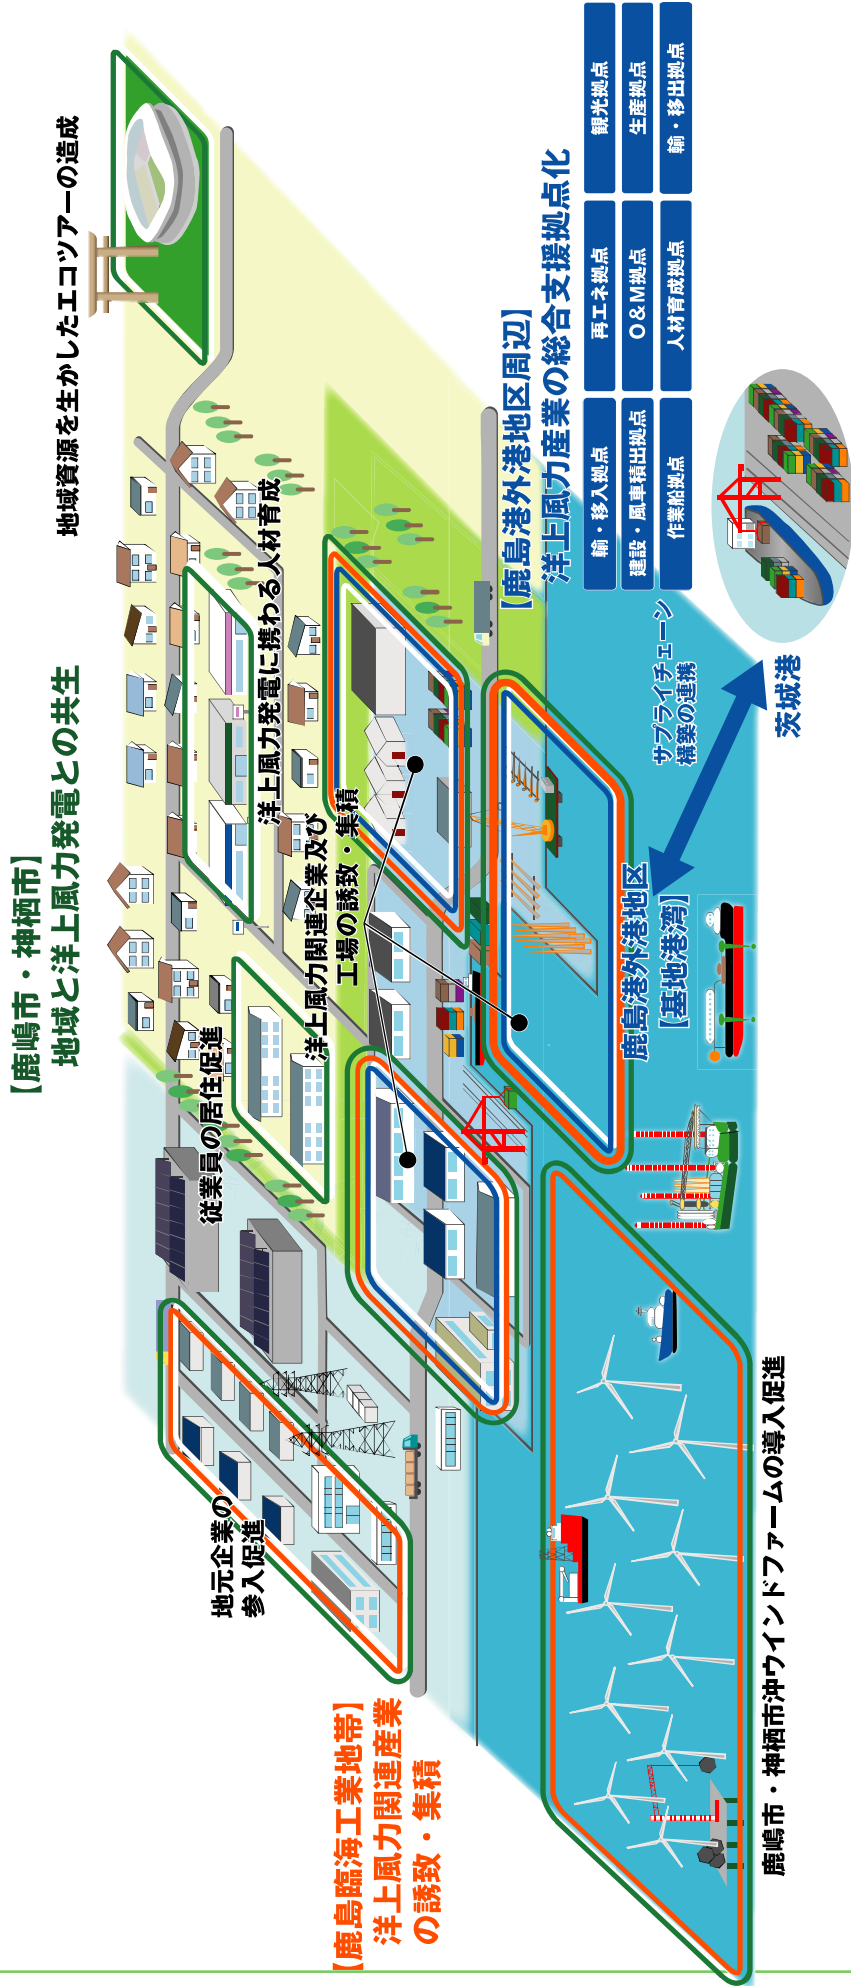 【鹿嶋市・神栖市】
地域と洋上風力発電との共生
地域資源を生かしたエコツアーの造成
従業員の居住促進
洋上風力発電に携わる人材育成
地元企業の
参入促進
洋上風力関連企業及び
工場の誘致・集積
【鹿島臨海工業地帯】
洋上風力関連産業
の誘致・集積
【鹿島港外港地区周辺】
洋上風力産業の総合支援拠点化
輸・移入拠点
再エネ拠点
観光拠点
建設・風車積出拠点
O&M拠点
生産拠点
作業船拠点
人材育成拠点
輸・移出拠点
鹿島港外港地区
【基地港湾】
サプライチェーン
構築の連携
茨城港
鹿嶋市・神栖市沖ウインドファームの導入促進